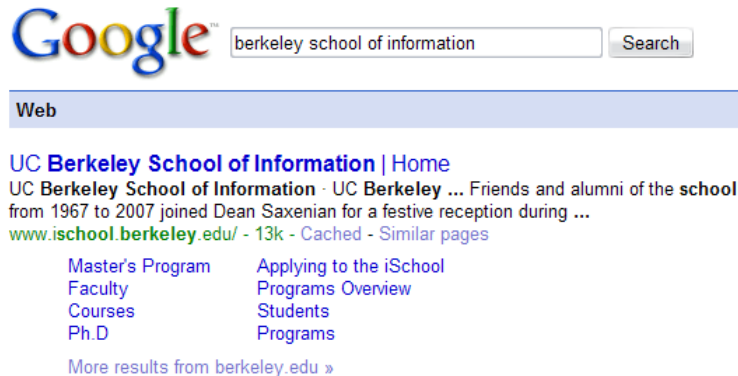 Google™ berkeley school of information Search
Web
UC Berkeley School of Information | Home
UC Berkeley School of Information · UC Berkeley ... Friends and alumni of the school
from 1967 to 2007 joined Dean Saxenian for a festive reception during ...
www.ischool.berkeley.edu/ - 13k - Cached - Similar pages
Master's Program Applying to the iSchool
Faculty Programs Overview
Courses Students
Ph.D Programs
More results from berkeley.edu »